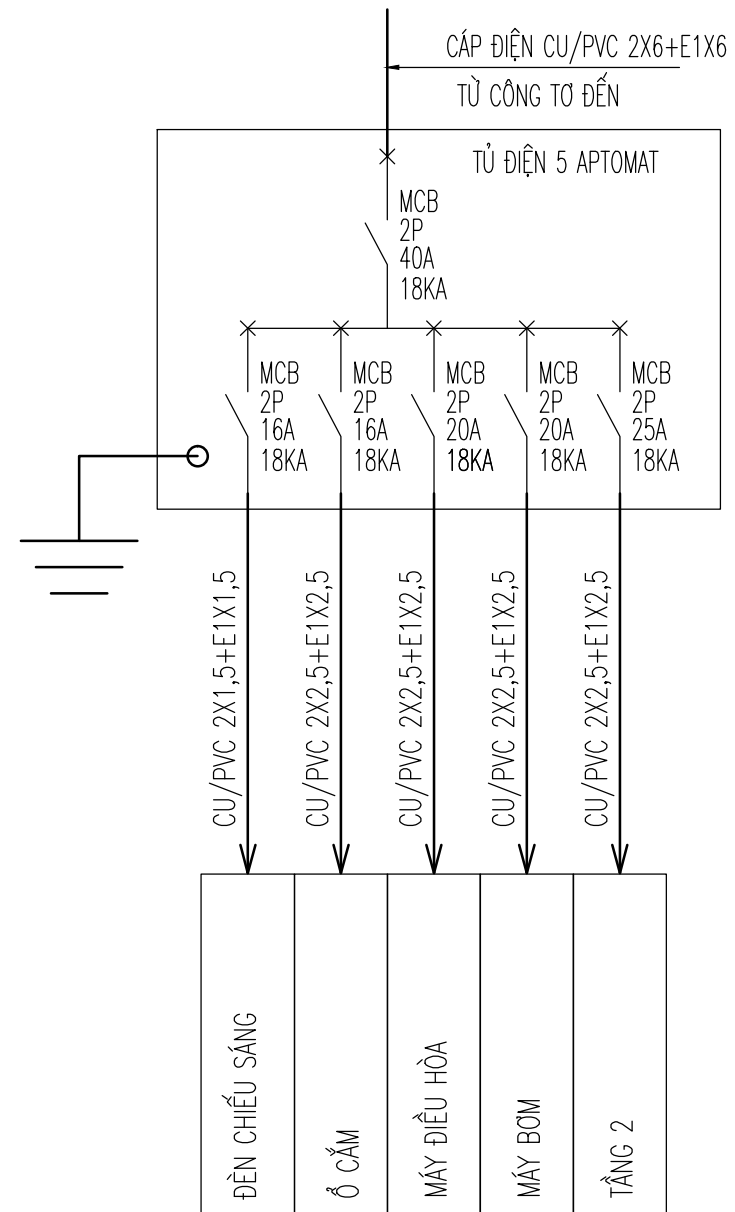 CÁP ĐIỆN CU/PVC 2X6+E1X6
TỪ CÔNG TƠ ĐẾN
TỦ ĐIỆN 5 APTOMAT
MCB
2P
40A
18KA
MCB
2P
16A
18KA
MCB
2P
16A
18KA
MCB
2P
20A
18KA
MCB
2P
20A
18KA
MCB
2P
25A
18KA
CU/PVC 2X1,5+E1X1,5
CU/PVC 2X2,5+E1X2,5
CU/PVC 2X2,5+E1X2,5
CU/PVC 2X2,5+E1X2,5
CU/PVC 2X2,5+E1X2,5
ĐÈN CHIẾU SÁNG
Ổ CẮM
MÁY ĐIỀU HÒA
MÁY BƠM
TẦNG 2